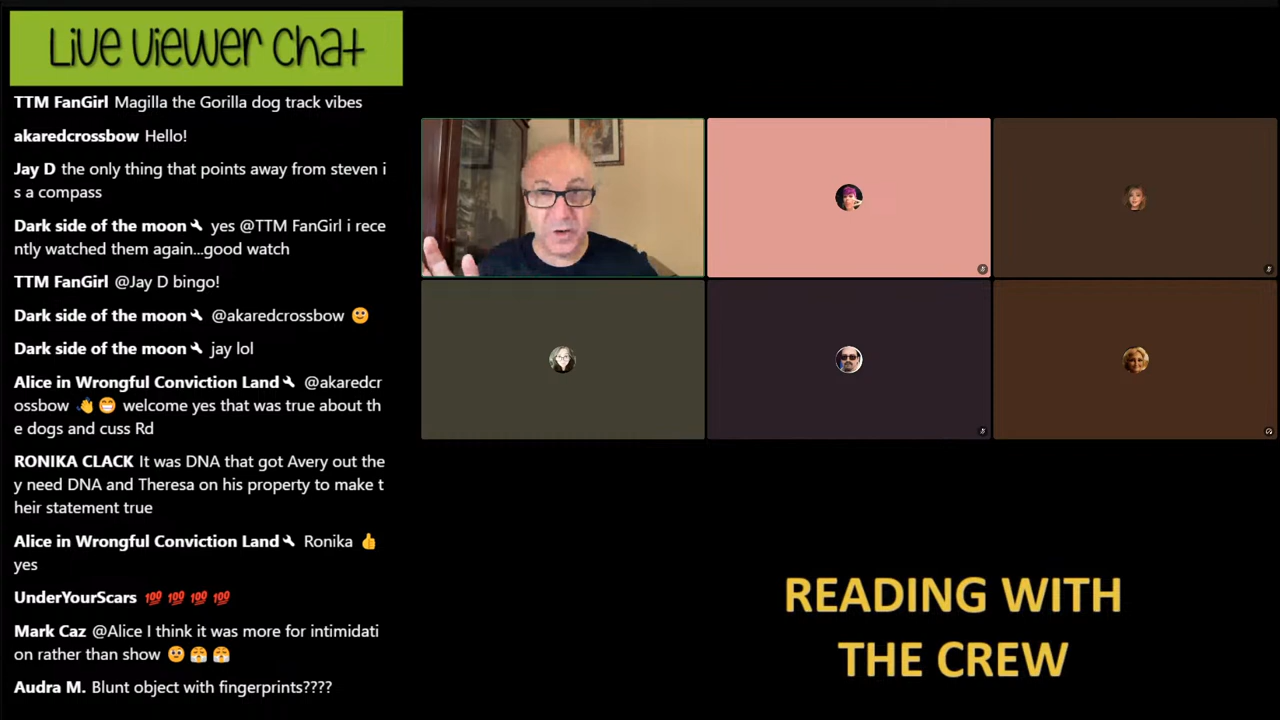 Live viewer chat
TTM FanGirl Magilla the Gorilla dog track vibes
akaredcrossbow Hello!
Jay D the only thing that points away from steven i
s a compass
Dark side of the moon yes @TTM FanGirl i rece
ntly watched them again...good watch
TTM FanGirl @Jay D bingo!
Dark side of the moon @akaredcrossbow 🙂
Dark side of the moon jay lol
Alice in Wrongful Conviction Land @akaredcr
ossbow 👋 😁 welcome yes that was true about th
e dogs and cuss Rd
RONIKA CLACK It was DNA that got Avery out the
y need DNA and Theresa on his property to make t
heir statement true
Alice in Wrongful Conviction Land Ronika 👍
yes
UnderYourScars 💯 💯 💯 💯
Mark Caz @Alice I think it was more for intimidati
on rather than show 🤨 😤 😤
Audra M. Blunt object with fingerprints????
READING WITH
THE CREW